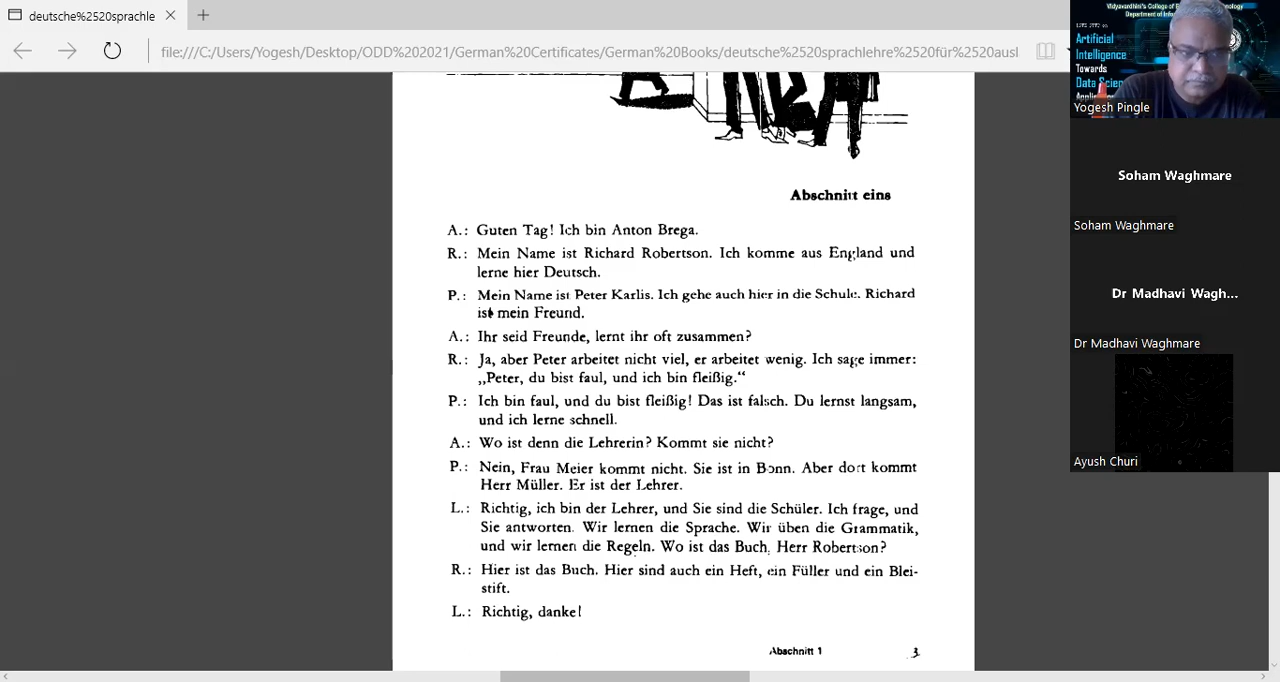 deutsche%2520sprachle
file:///C:/Users/Yogesh/Desktop/ODD%202021/German%20Certificates/German%20Books/deutsche%2520sprachlehre%2520für%2520ausl
Abschnitt eins
A.: Guten Tag! Ich bin Anton Brega.
R.: Mein Name ist Richard Robertson. Ich komme aus England und
lerne hier Deutsch.
P.: Mein Name ist Peter Karlis. Ich gehe auch hier in die Schule. Richard
ist mein Freund.
A.: Ihr seid Freunde, lernt ihr oft zusammen?
R.: Ja, aber Peter arbeitet nicht viel, er arbeitet wenig. Ich sage immer:
„Peter, du bist faul, und ich bin fleißig.“
P.: Ich bin faul, und du bist fleißig! Das ist falsch. Du lernst langsam,
und ich lerne schnell.
A.: Wo ist denn die Lehrerin? Kommt sie nicht?
P.: Nein, Frau Meier kommt nicht. Sie ist in Bonn. Aber dort kommt
Herr Müller. Er ist der Lehrer.
L.: Richtig, ich bin der Lehrer, und Sie sind die Schüler. Ich frage, und
Sie antworten. Wir lernen die Sprache. Wir üben die Grammatik,
und wir lernen die Regeln. Wo ist das Buch, Herr Robertson?
R.: Hier ist das Buch. Hier sind auch ein Heft, ein Füller und ein Blei-
stift.
L.: Richtig, danke!
Abschnitt 1 3
Vidyavardhini's College of
Department of
Artificial
Intelligence
Towards
Data
Yogesh Pingle
Soham Waghmare
Soham Waghmare
Dr Madhavi Wagh...
Dr Madhavi Waghmare
Ayush Churi